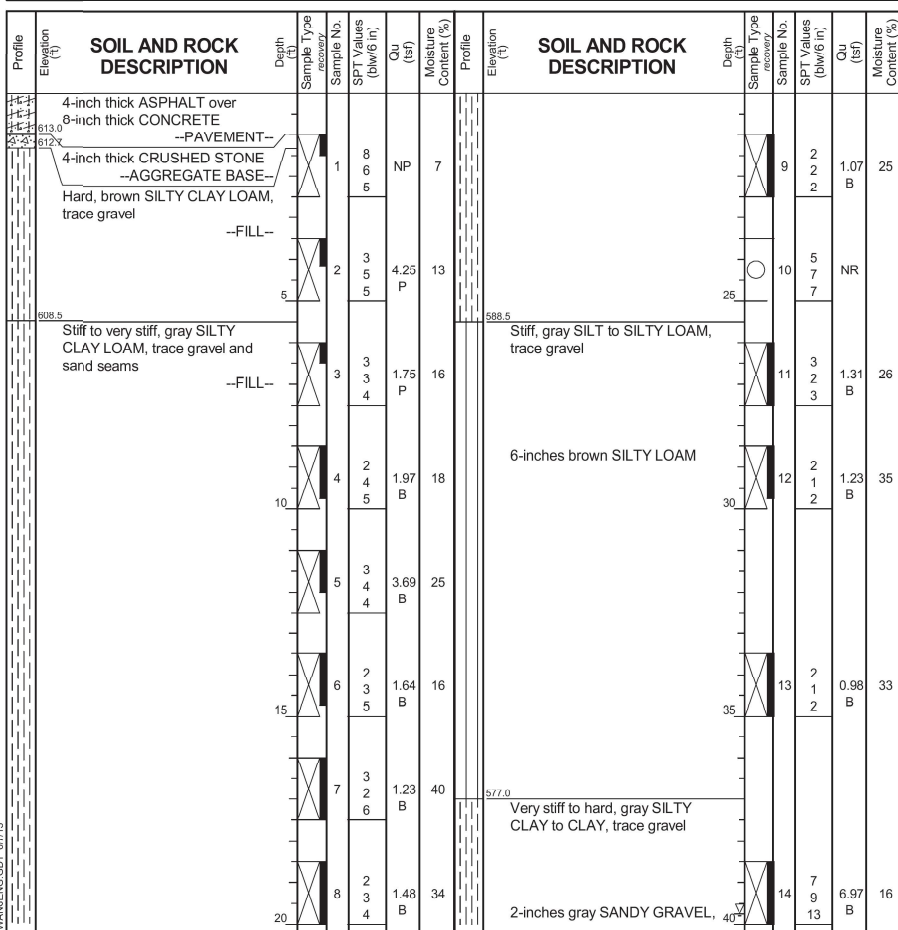 Profile
Elevation
(ft)
SOIL AND ROCK
DESCRIPTION
Depth
(ft)
Sample Type
recovery
Sample No.
SPT Values
(blw/6 in)
Qu
(tsf)
Moisture
Content (%)
4-inch thick ASPHALT over
8-inch thick CONCRETE
613.0
--PAVEMENT--
612.7
4-inch thick CRUSHED STONE
--AGGREGATE BASE--
Hard, brown SILTY CLAY LOAM,
trace gravel
--FILL--
1
8
6
5
NP
7
2
3
5
5
4.25
P
13
5
608.5
Stiff to very stiff, gray SILTY
CLAY LOAM, trace gravel and
sand seams
--FILL--
3
3
3
4
1.75
P
16
4
2
4
5
1.97
B
18
10
5
3
4
4
3.69
B
25
6
2
3
5
1.64
B
16
15
7
3
2
6
1.23
B
40
8
2
3
4
1.48
B
34
20
Profile
Elevation
(ft)
SOIL AND ROCK
DESCRIPTION
Depth
(ft)
Sample Type
recovery
Sample No.
SPT Values
(blw/6 in)
Qu
(tsf)
Moisture
Content (%)
9
2
2
2
1.07
B
25
10
5
7
7
NR
25
588.5
Stiff, gray SILT to SILTY LOAM,
trace gravel
11
3
2
3
1.31
B
26
6-inches brown SILTY LOAM
12
2
1
2
1.23
B
35
30
13
2
1
2
0.98
B
33
35
577.0
Very stiff to hard, gray SILTY
CLAY to CLAY, trace gravel
14
7
9
13
6.97
B
16
2-inches gray SANDY GRAVEL,
40